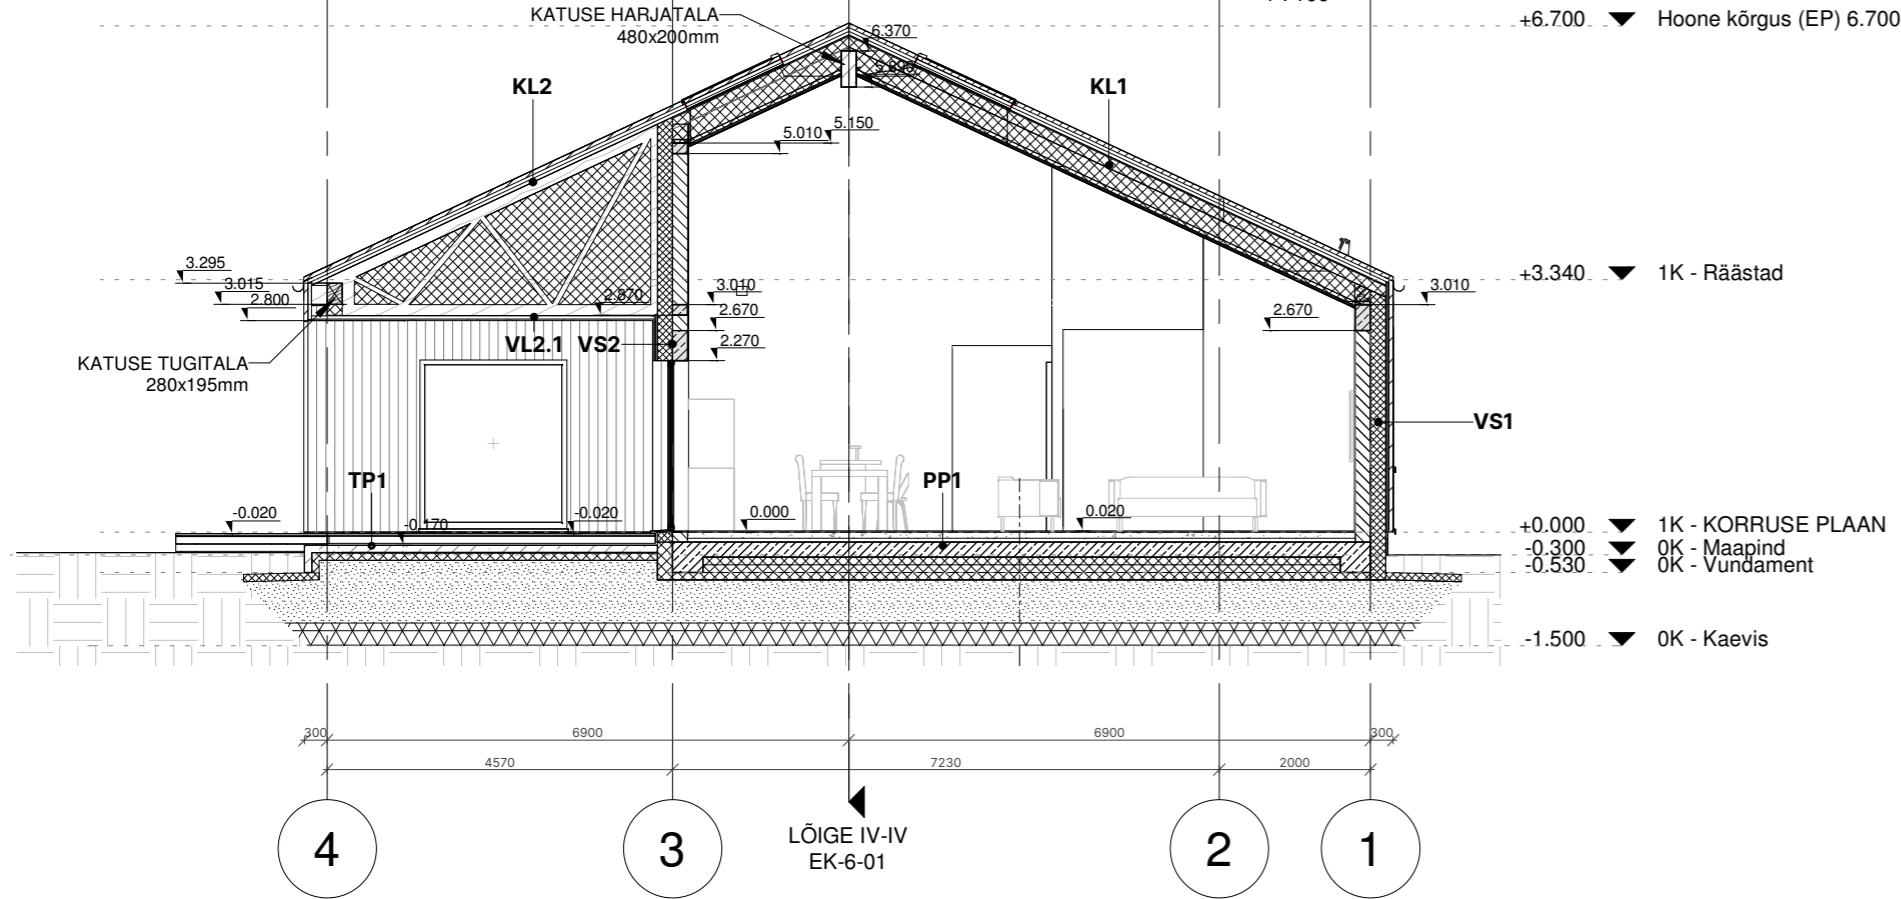 KATUSE HARJATALA
480x200mm
+6.700
Hoone kõrgus (EP) 6.700
6.370
KL2
KL1
5.150
5.010
3.295
3.015
2.800
2.870
3.010
2.670
2.270
2.670
3.010
+3.340
1K - Räästad
KATUSE TUGITALA
280x195mm
VL2.1
VS2
VS1
TP1
PP1
-0.020
-0.170
-0.020
0.000
0.020
+0.000
1K - KORRUSE PLAAN
-0.300
0K - Maapind
-0.530
0K - Vundament
-1.500
0K - Kaevis
300
6900
6900
300
4570
7230
2000
4
3
2
1
LÕIGE IV-IV
EK-6-01